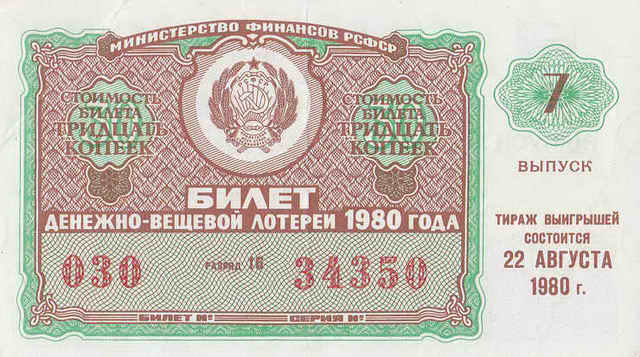 МИНИСТЕРСТВО ФИНАНСОВ РСФСР
СТОИМОСТЬ
БИЛЕТА
ТРИДЦАТЬ
КОПЕЕК
СТОИМОСТЬ
БИЛЕТА
ТРИДЦАТЬ
КОПЕЕК
БИЛЕТ
ДЕНЕЖНО-ВЕЩЕВОЙ ЛОТЕРЕИ 1980 ГОДА
030 РАЗРЯД 16 34350
БИЛЕТ № СЕРИЯ №
7
ВЫПУСК
ТИРАЖ ВЫИГРЫШЕЙ
СОСТОИТСЯ
22 АВГУСТА
1980 г.